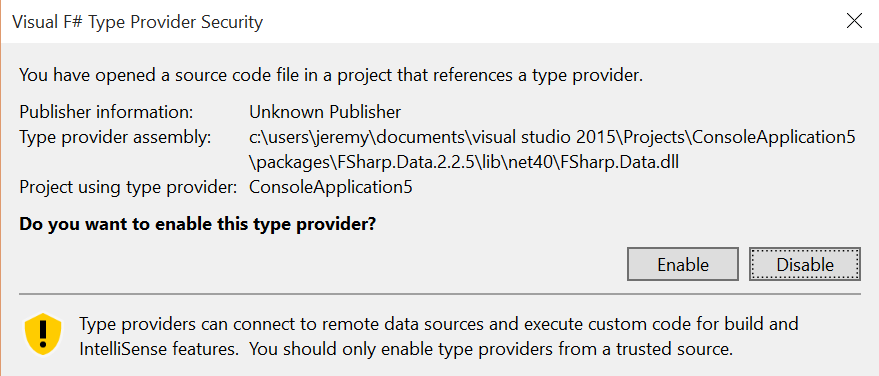 Visual F# Type Provider Security
You have opened a source code file in a project that references a type provider.
Publisher information: Unknown Publisher
Type provider assembly: c:\users\jeremy\documents\visual studio 2015\Projects\ConsoleApplication5
\packages\FSharp.Data.2.2.5\lib\net40\FSharp.Data.dll
Project using type provider: ConsoleApplication5
Do you want to enable this type provider?
Enable Disable
Type providers can connect to remote data sources and execute custom code for build and
IntelliSense features. You should only enable type providers from a trusted source.